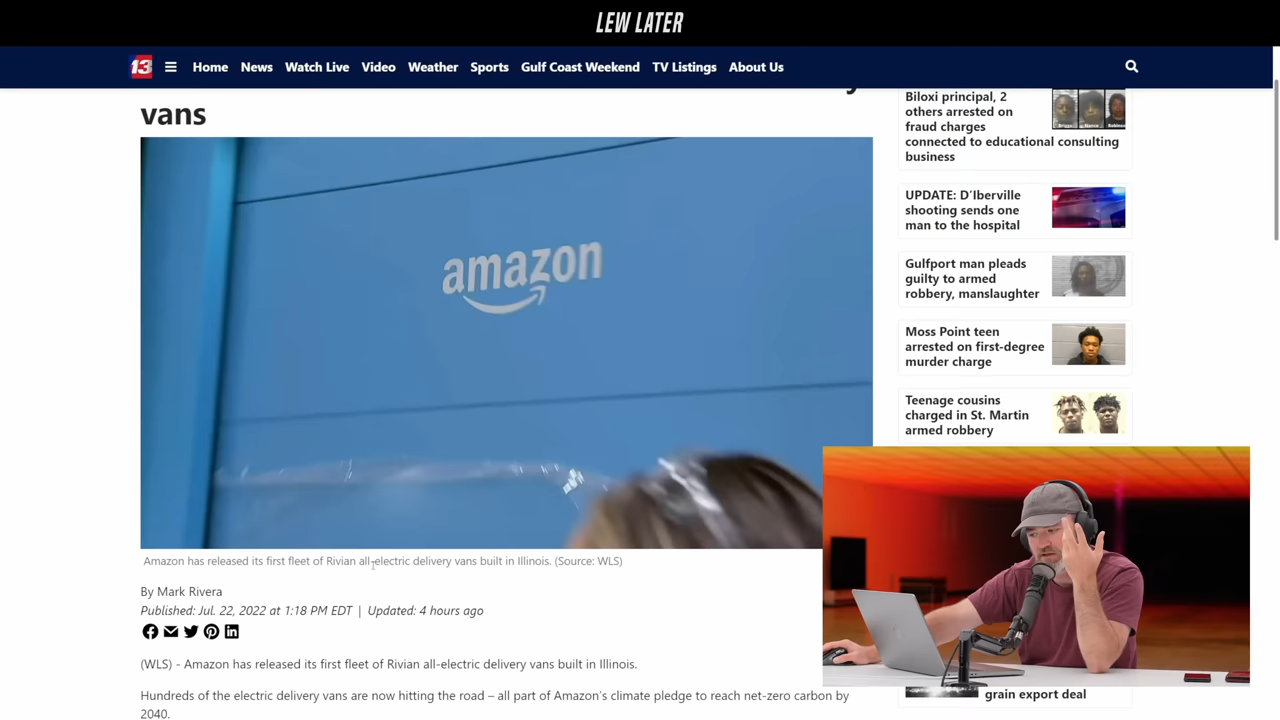 LEW LATER
13
Home
News
Watch Live
Video
Weather
Sports
Gulf Coast Weekend
TV Listings
About Us
vans
amazon
Amazon has released its first fleet of Rivian all-electric delivery vans built in Illinois. (Source: WLS)
By Mark Rivera
Published: Jul. 22, 2022 at 1:18 PM EDT | Updated: 4 hours ago
(WLS) - Amazon has released its first fleet of Rivian all-electric delivery vans built in Illinois.
Hundreds of the electric delivery vans are now hitting the road – all part of Amazon's climate pledge to reach net-zero carbon by
2040.
Biloxi principal, 2
others arrested on
fraud charges
connected to educational consulting
business
UPDATE: D'Iberville
shooting sends one
man to the hospital
Gulfport man pleads
guilty to armed
robbery, manslaughter
Moss Point teen
arrested on first-degree
murder charge
Teenage cousins
charged in St. Martin
armed robbery
grain export deal